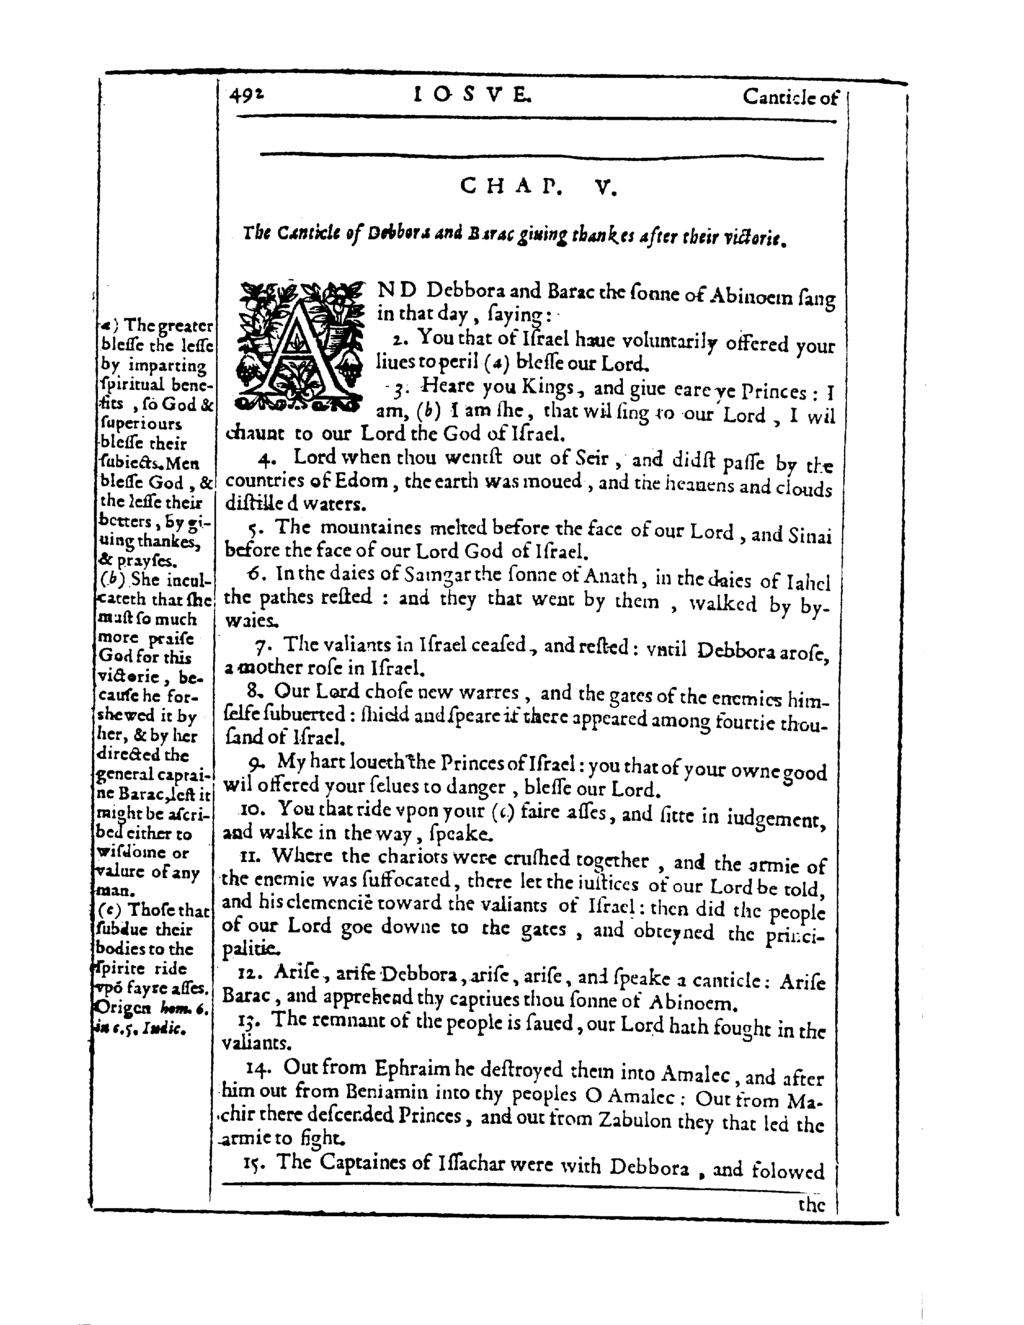 492 IOSVE. Canticle of
CHAP. V.
The Canticle of Debbora and Barac giuing thankes after their victorie.
AND Debbora and Barac the ſonne of Abinoem ſang
in that day, ſaying:
2. You that of Iſrael haue voluntarily offered your
liues to peril (a) bleſſe our Lord.
3. Heare you Kings, and giue eare ye Princes: I
am, (b) I am ſhe, that wil ſing to our Lord, I wil
chaunt to our Lord the God of Iſrael.
4. Lord when thou wentſt out of Seir, and didſt paſſe by the
countries of Edom, the earth was moued, and the heauens and clouds
diſtilled waters.
5. The mountaines melted before the face of our Lord, and Sinai
before the face of our Lord God of Iſrael.
6. In the daies of Samgar the ſonne of Anath, in the daies of Iahel
the pathes reſted: and they that went by them, walked by by-
waies.
7. The valiants in Iſrael ceaſed, and reſted: vntil Debbora aroſe,
a mother roſe in Iſrael.
8. Our Lord choſe new warres, and the gates of the enemies him-
ſelfe ſubuerted: ſhield and ſpeare if there appeared among fourtie thou-
ſand of Iſrael.
9. My hart loueth the Princes of Iſrael: you that of your owne good
wil offered your ſelues to danger, bleſſe our Lord.
10. You that ride vpon your (c) faire aſſes, and ſitte in iudgement,
and walke in the way, ſpeake.
11. Where the chariots were cruſhed together, and the armie of
the enemie was ſuffocated, there let the iuſtices of our Lord be told,
and his clemencie toward the valiants of Iſrael: then did the people
of our Lord goe downe to the gates, and obteyned the princi-
palitie.
12. Ariſe, ariſe Debbora, ariſe, ariſe, and ſpeake a canticle: Ariſe
Barac, and apprehend thy captiues thou ſonne of Abinoem.
13. The remnant of the people is ſaued, our Lord hath fought in the
valiants.
14. Out from Ephraim he deſtroyed them into Amalec, and after
him out from Beniamin into thy peoples O Amalec: Out from Ma-
chir there deſcended Princes, and out from Zabulon they that led the
armie to fight.
15. The Captaines of Iſſachar were with Debbora, and folowed
the
a) The greater
bleſſe the leſſe
by imparting
ſpiritual bene-
fits, ſo God &
ſuperiours
bleſſe their
ſubiects. Men
bleſſe God, &
the leſſe their
betters, by gi-
uing thankes,
& prayſes.
(b) She incul-
cateth that ſhe
muſt ſo much
more praiſe
God for this
victorie, be-
cauſe he for-
shewed it by
her, & by her
directed the
general captai-
ne Barac, leſt it
might be aſcri-
bed either to
wiſdome or
valure of any
man.
(c) Thoſe that
ſubdue their
bodies to the
ſpirite ride
vpō fayre aſſes.
Origen hom. 6.
in c. 5. Iudic.